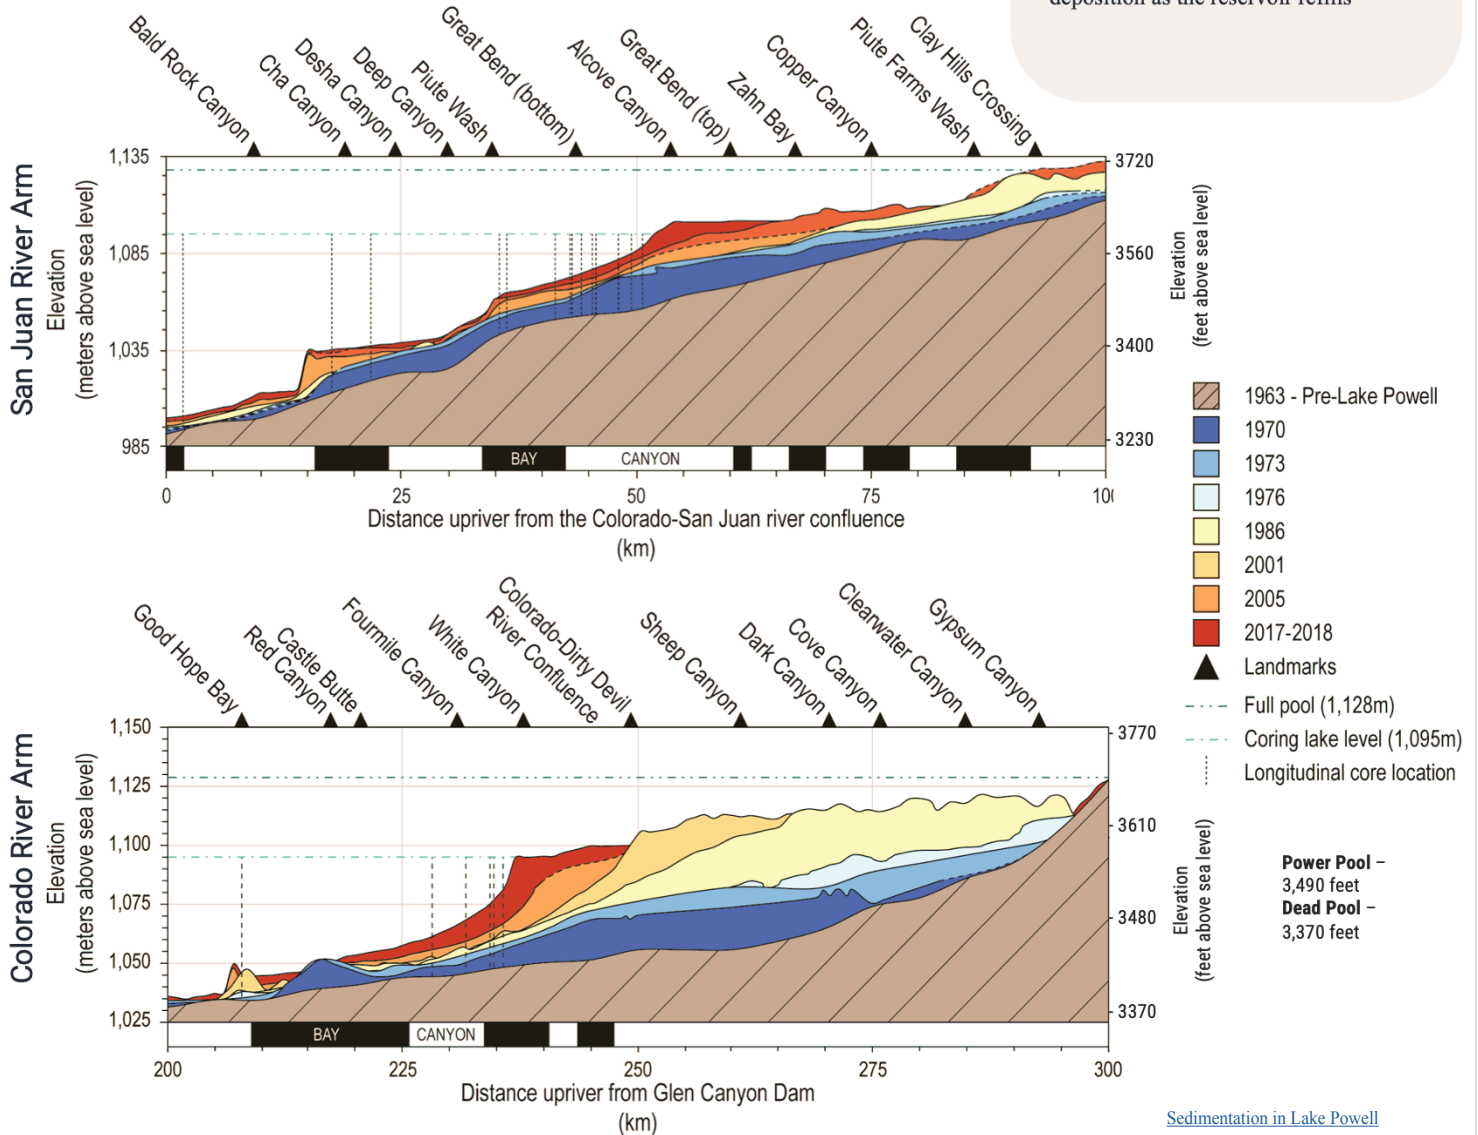 deposition as the reservoir refills
Bald Rock Canyon
Cha Canyon
Desha Canyon
Deep Canyon
Piute Wash
Great Bend (bottom)
Alcove Canyon
Great Bend (top)
Zahn Bay
Copper Canyon
Piute Farms Wash
Clay Hills Crossing
San Juan River Arm
Elevation
(meters above sea level)
1,135
1,085
1,035
985
3720
3560
3400
3230
Elevation
(feet above sea level)
BAY
CANYON
0
25
50
75
10
Distance upriver from the Colorado-San Juan river confluence
(km)
1963 - Pre-Lake Powell
1970
1973
1976
1986
2001
2005
2017-2018
Landmarks
Full pool (1,128m)
Coring lake level (1,095m)
Longitudinal core location
Good Hope Bay
Red Canyon
Castle Butte
Fourmile Canyon
White Canyon
Colorado-Dirty Devil
River Confluence
Sheep Canyon
Dark Canyon
Cove Canyon
Clearwater Canyon
Gypsum Canyon
Colorado River Arm
Elevation
(meters above sea level)
1,150
1,125
1,100
1,075
1,050
1,025
3770
3610
3480
3370
Elevation
(feet above sea level)
BAY
CANYON
200
225
250
275
300
Distance upriver from Glen Canyon Dam
(km)
Power Pool –
3,490 feet
Dead Pool –
3,370 feet
Sedimentation in Lake Powell